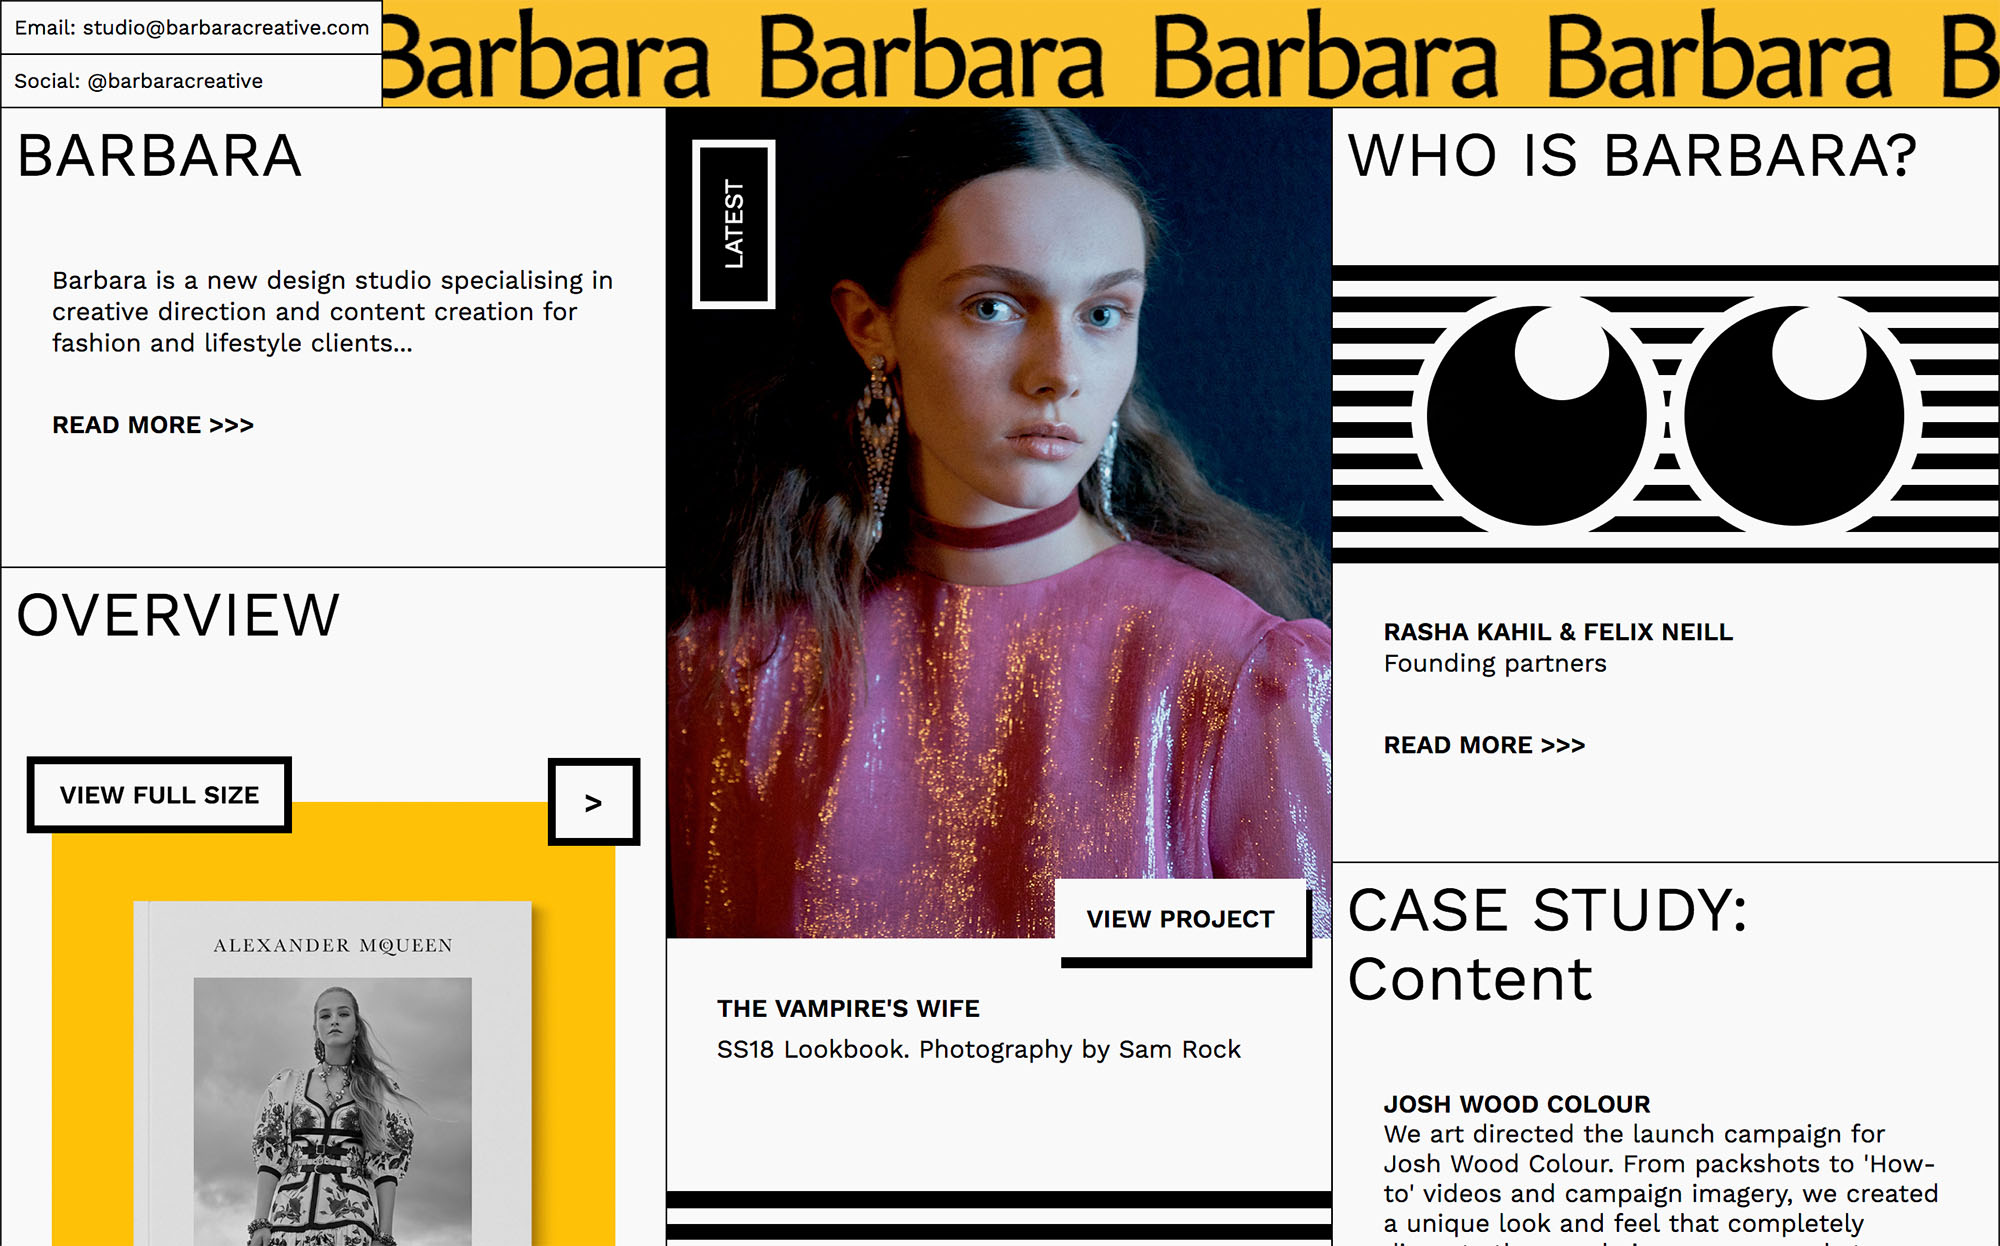 Email: studio@barbaracreative.com
Social: @barbaracreative
Barbara Barbara Barbara Barbara B
BARBARA
Barbara is a new design studio specialising in
creative direction and content creation for
fashion and lifestyle clients...
READ MORE >>>
OVERVIEW
VIEW FULL SIZE
>
ALEXANDER McQUEEN
LATEST
VIEW PROJECT
THE VAMPIRE'S WIFE
SS18 Lookbook. Photography by Sam Rock
WHO IS BARBARA?
RASHA KAHIL & FELIX NEILL
Founding partners
READ MORE >>>
CASE STUDY:
Content
JOSH WOOD COLOUR
We art directed the launch campaign for
Josh Wood Colour. From packshots to 'How-
to' videos and campaign imagery, we created
a unique look and feel that completely